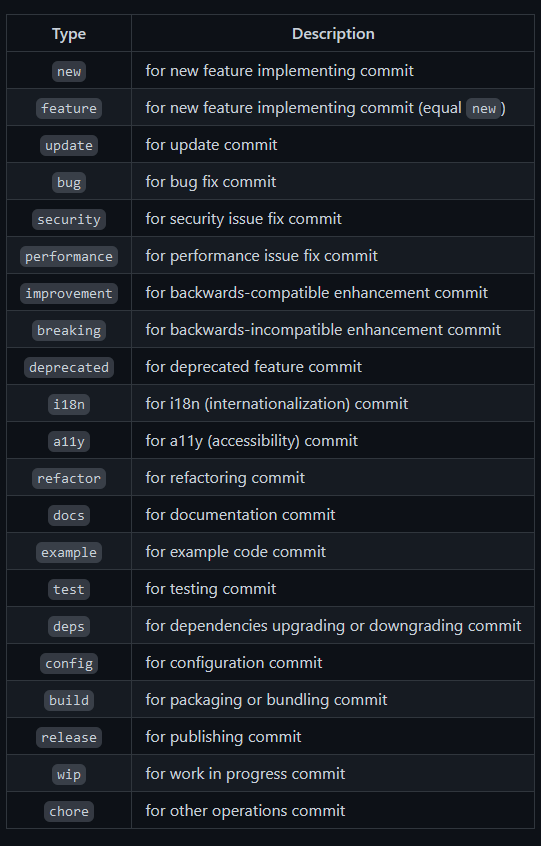 Type Description
new for new feature implementing commit
feature for new feature implementing commit (equal new)
update for update commit
bug for bug fix commit
security for security issue fix commit
performance for performance issue fix commit
improvement for backwards-compatible enhancement commit
breaking for backwards-incompatible enhancement commit
deprecated for deprecated feature commit
i18n for i18n (internationalization) commit
a11y for a11y (accessibility) commit
refactor for refactoring commit
docs for documentation commit
example for example code commit
test for testing commit
deps for dependencies upgrading or downgrading commit
config for configuration commit
build for packaging or bundling commit
release for publishing commit
wip for work in progress commit
chore for other operations commit